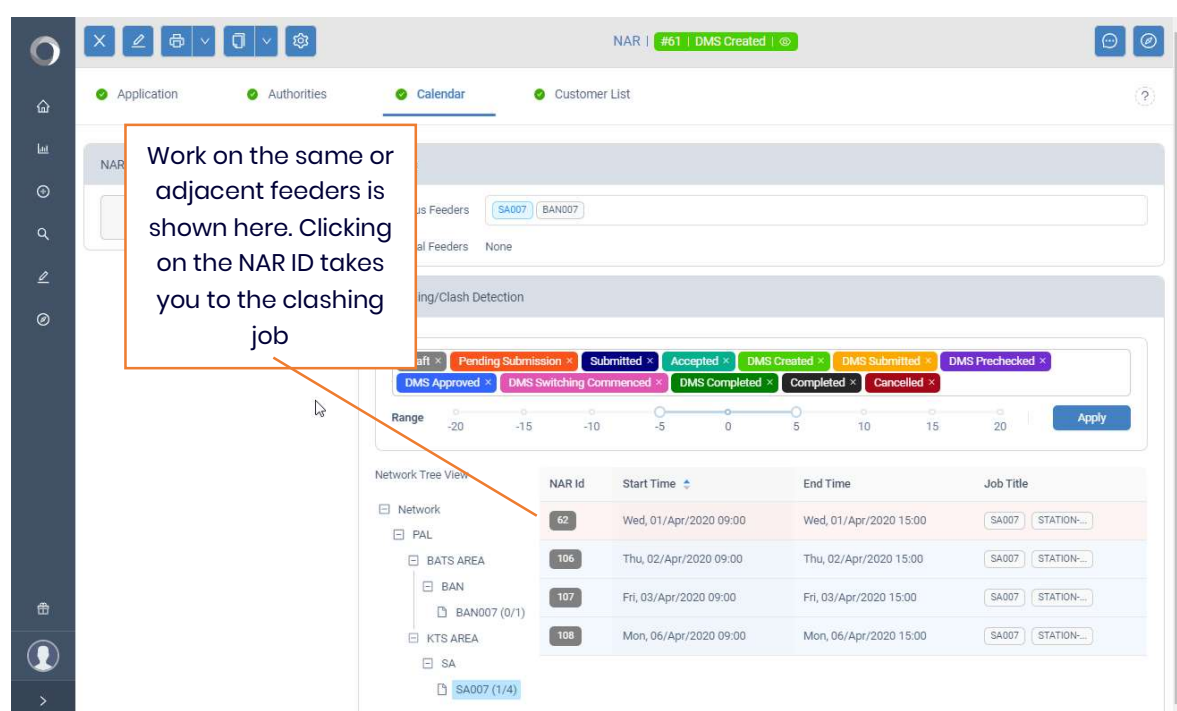 NAR | #61 | DMS Created |
Application Authorities Calendar Customer List
?
NAR
Work on the same or
adjacent feeders is
shown here. Clicking
on the NAR ID takes
you to the clashing
job
us Feeders SA007 BAN007
al Feeders None
ing/Clash Detection
aft × Pending Submission × Submitted × Accepted × DMS Created × DMS Submitted × DMS Prechecked ×
DMS Approved × DMS Switching Commenced × DMS Completed × Completed × Cancelled ×
Range -20 -15 -10 -5 0 5 10 15 20 Apply
Network Tree View
Network
PAL
BATS AREA
BAN
BAN007 (0/1)
KTS AREA
SA
SA007 (1/4)
NAR Id Start Time End Time Job Title
62 Wed, 01/Apr/2020 09:00 Wed, 01/Apr/2020 15:00 SA007 STATION-...
106 Thu, 02/Apr/2020 09:00 Thu, 02/Apr/2020 15:00 SA007 STATION-...
107 Fri, 03/Apr/2020 09:00 Fri, 03/Apr/2020 15:00 SA007 STATION-...
108 Mon, 06/Apr/2020 09:00 Mon, 06/Apr/2020 15:00 SA007 STATION-...